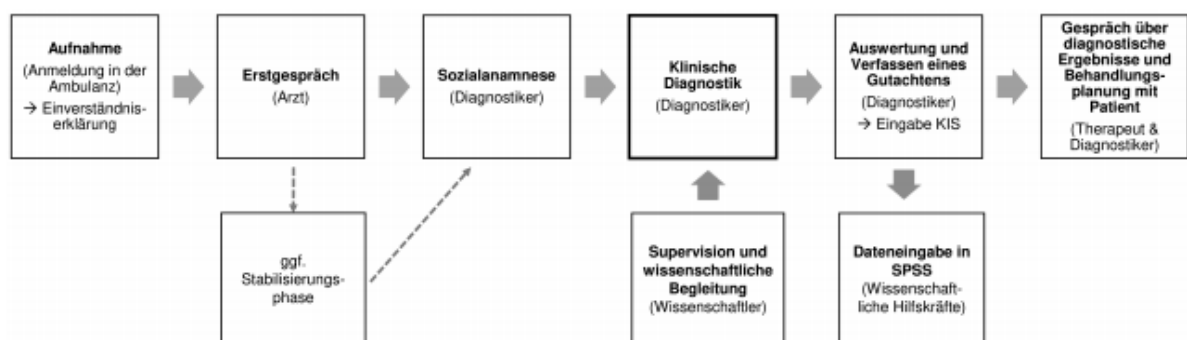 Aufnahme
(Anmeldung in der
Ambulanz)
→ Einverständnis-
erklärung
Erstgespräch
(Arzt)
Sozialanamnese
(Diagnostiker)
Klinische
Diagnostik
(Diagnostiker)
Auswertung und
Verfassen eines
Gutachtens
(Diagnostiker)
→ Eingabe KIS
Gespräch über
diagnostische
Ergebnisse und
Behandlungs-
planung mit
Patient
(Therapeut &
Diagnostiker)
ggf.
Stabilisierungs-
phase
Supervision und
wissenschaftliche
Begleitung
(Wissenschaftler)
Dateneingabe in
SPSS
(Wissenschaft-
liche Hilfskräfte)